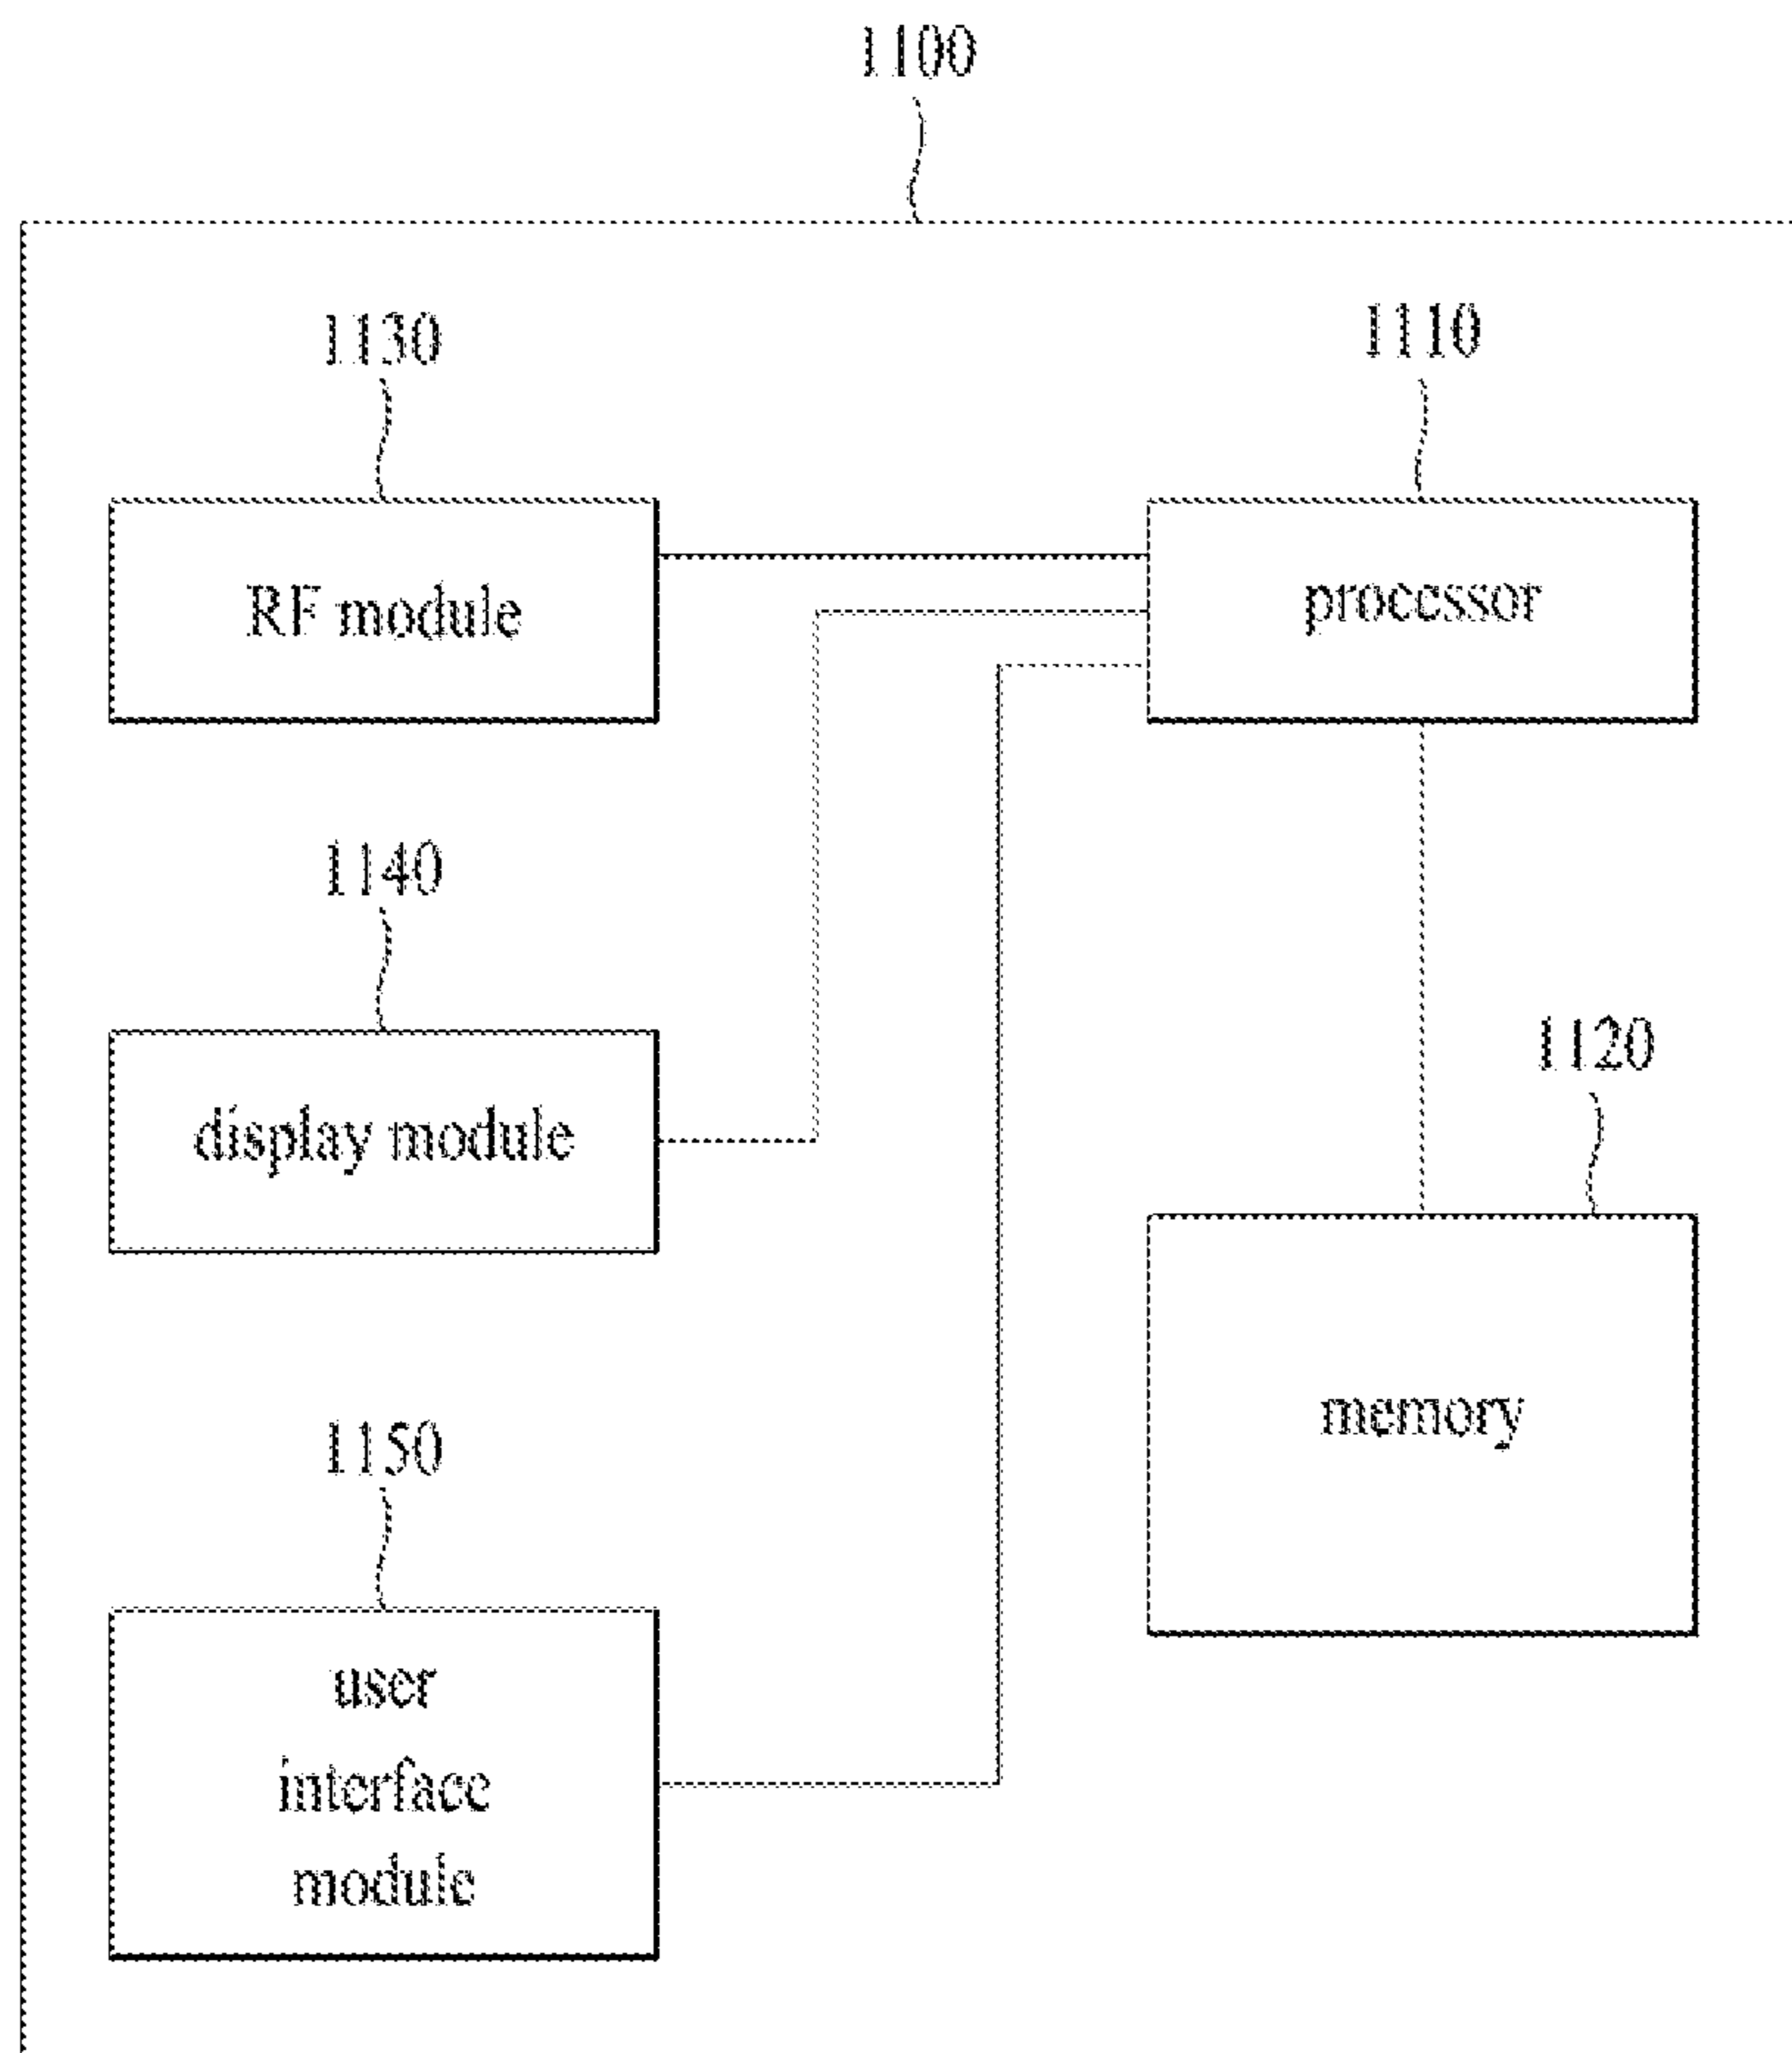 1100
1130
1110
RF module
processor
1140
1120
display module
memory
1150
user
interface
module